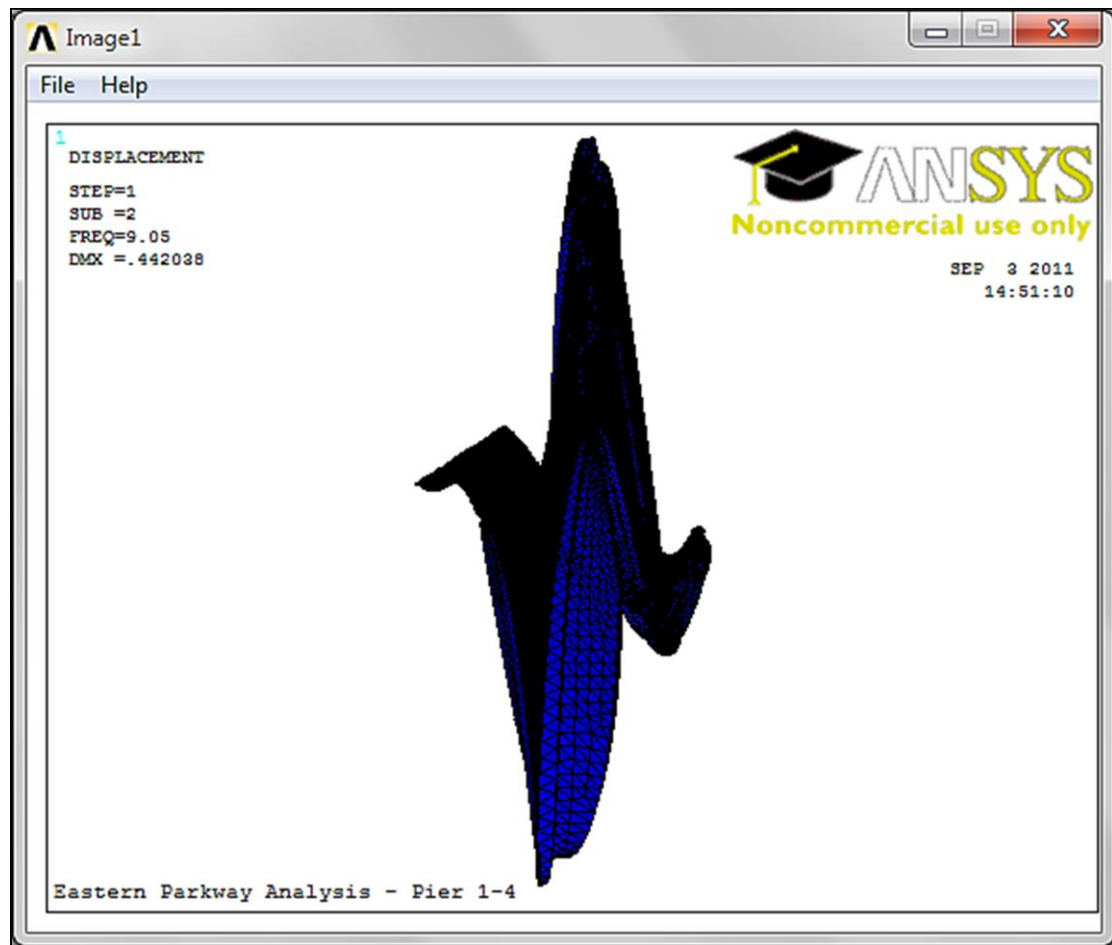 Image1
File Help
1
DISPLACEMENT
STEP=1
SUB =2
FREQ=9.05
DMX =.442038
ANSYS
Noncommercial use only
SEP 3 2011
14:51:10
Eastern Parkway Analysis - Pier 1-4